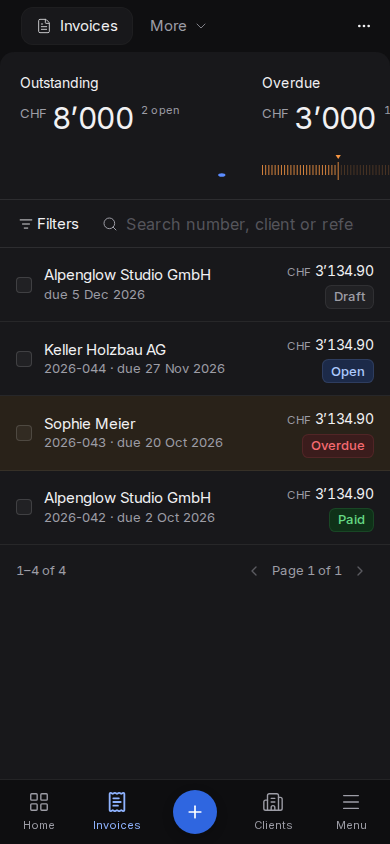 Invoices
More
Outstanding
CHF 8’000 2 open
Overdue
CHF 3’000 1
Filters
Search number, client or refe
Alpenglow Studio GmbH
CHF 3’134.90
due 5 Dec 2026
Draft
Keller Holzbau AG
CHF 3’134.90
2026-044 · due 27 Nov 2026
Open
Sophie Meier
CHF 3’134.90
2026-043 · due 20 Oct 2026
Overdue
Alpenglow Studio GmbH
CHF 3’134.90
2026-042 · due 2 Oct 2026
Paid
1–4 of 4
Page 1 of 1
Home
Invoices
Clients
Menu